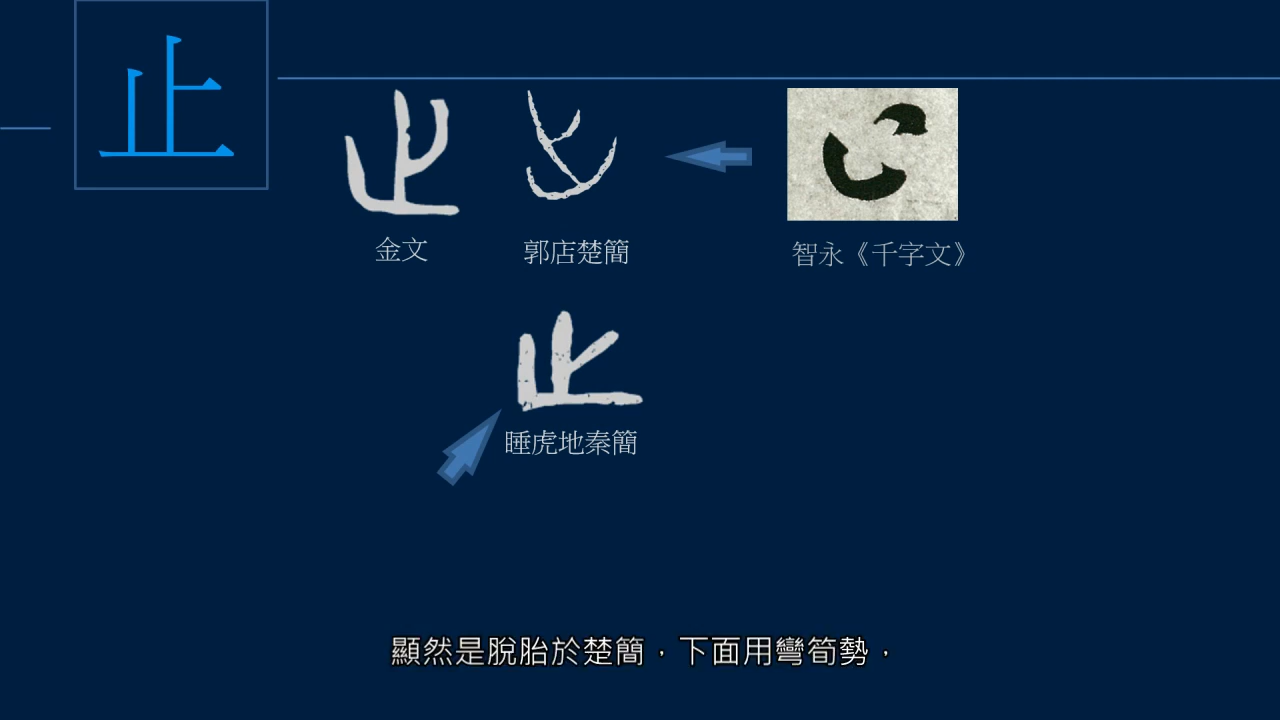 止
金文
郭店楚簡
智永《千字文》
睡虎地秦簡
顯然是脫胎於楚簡，下面用彎筍勢，